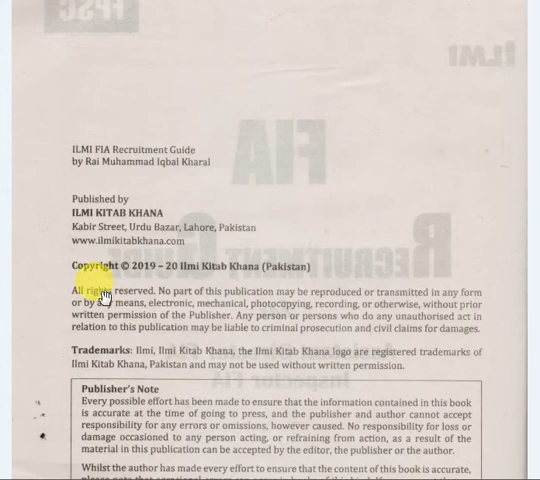 ILMI FIA Recruitment Guide
by Rai Muhammad Iqbal Kharal
Published by
ILMI KITAB KHANA
Kabir Street, Urdu Bazar, Lahore, Pakistan
www.ilmikitabkhana.com
Copyright © 2019 - 20 Ilmi Kitab Khana (Pakistan)
All rights reserved. No part of this publication may be reproduced or transmitted in any form
or by any means, electronic, mechanical, photocopying, recording, or otherwise, without prior
written permission of the Publisher. Any person or persons who do any unauthorised act in
relation to this publication may be liable to criminal prosecution and civil claims for damages.
Trademarks: Ilmi, Ilmi Kitab Khana, the Ilmi Kitab Khana logo are registered trademarks of
Ilmi Kitab Khana, Pakistan and may not be used without written permission.
Publisher's Note
Every possible effort has been made to ensure that the information contained in this book
is accurate at the time of going to press, and the publisher and author cannot accept
responsibility for any errors or omissions, however caused. No responsibility for loss or
damage occasioned to any person acting, or refraining from action, as a result of the
material in this publication can be accepted by the editor, the publisher or the author.
Whilst the author has made every effort to ensure that the content of this book is accurate,